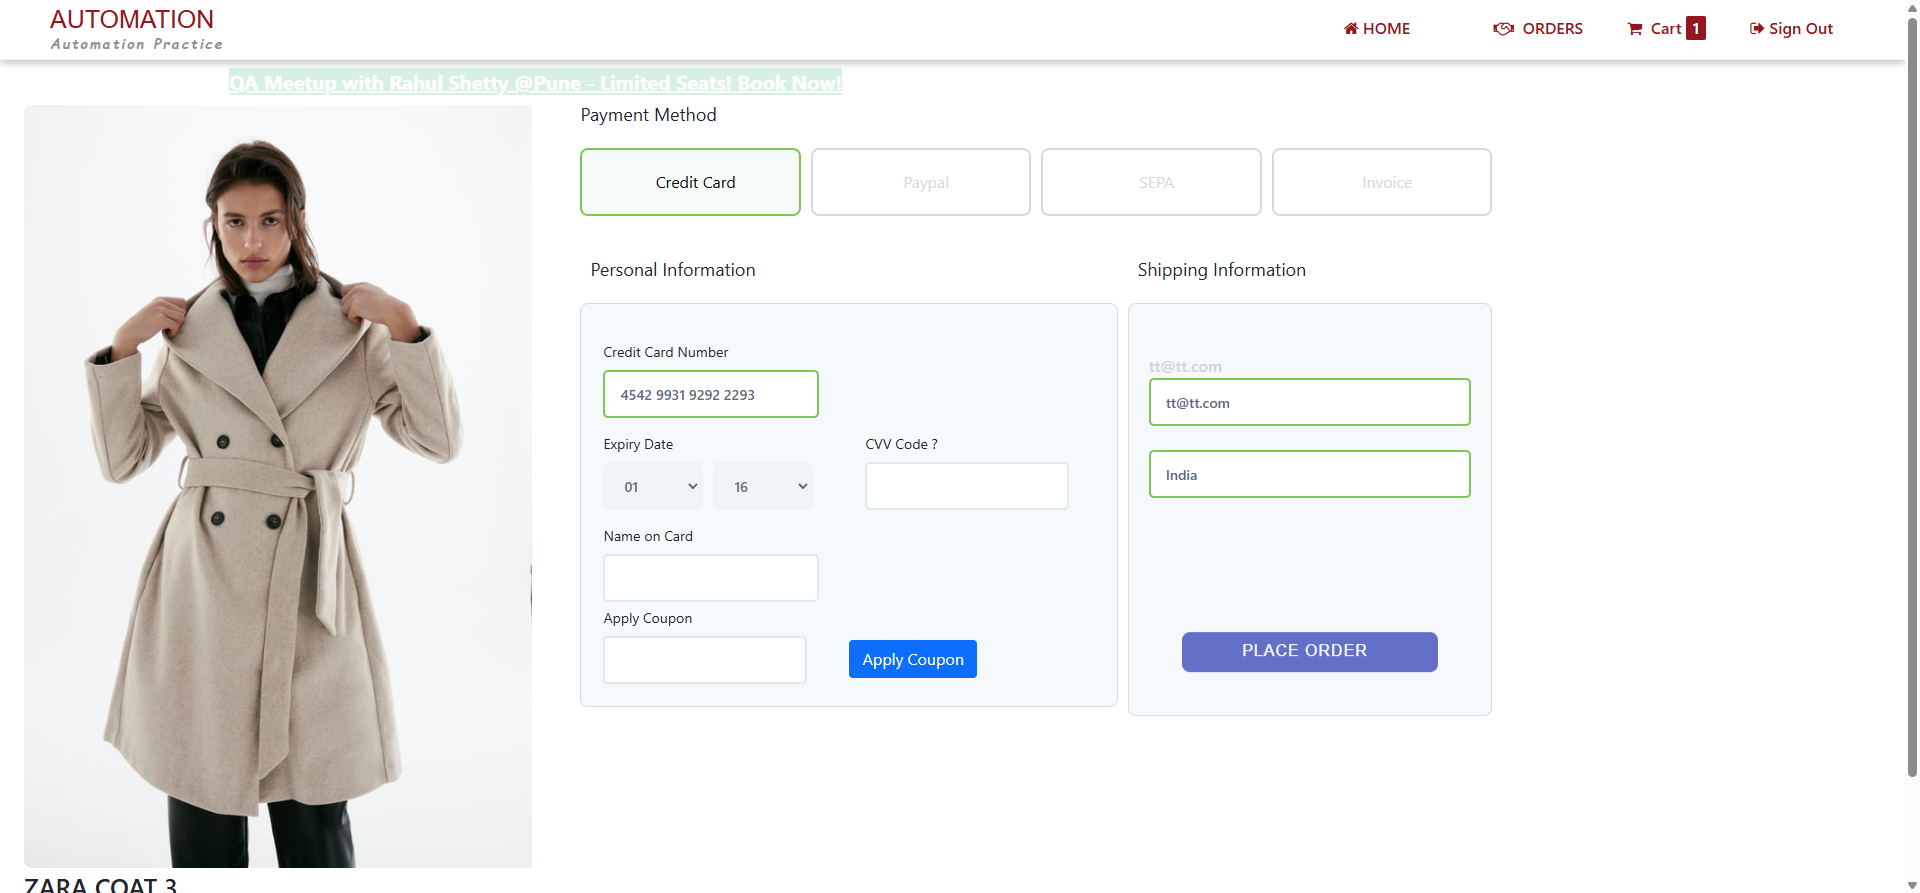 AUTOMATION
Automation Practice
HOME
ORDERS
Cart 1
Sign Out
QA Meetup with Rahul Shetty @Pune - Limited Seats! Book Now!
Payment Method
Credit Card
Paypal
SEPA
Invoice
Personal Information
Shipping Information
Credit Card Number
4542 9931 9292 2293
Expiry Date
CVV Code ?
01
16
Name on Card
Apply Coupon
Apply Coupon
tt@tt.com
tt@tt.com
India
PLACE ORDER
ZARA COAT 3